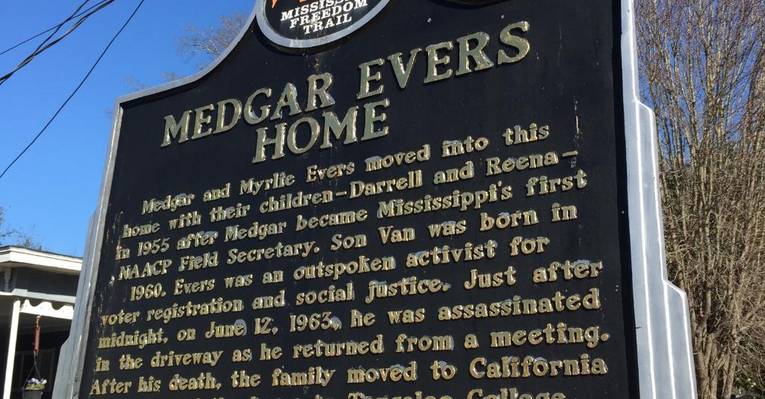 MISSISSIPPI
FREEDOM
TRAIL
MEDGAR EVERS
HOME
Medgar and Myrlie Evers moved into this
home with their children–Darrell and Reena–
in 1955 after Medgar became Mississippi's first
NAACP Field Secretary. Son Van was born in
1960. Evers was an outspoken activist for
voter registration and social justice. Just after
midnight, on June 12, 1963, he was assassinated
in the driveway as he returned from a meeting.
After his death, the family moved to California
Tougaloo College